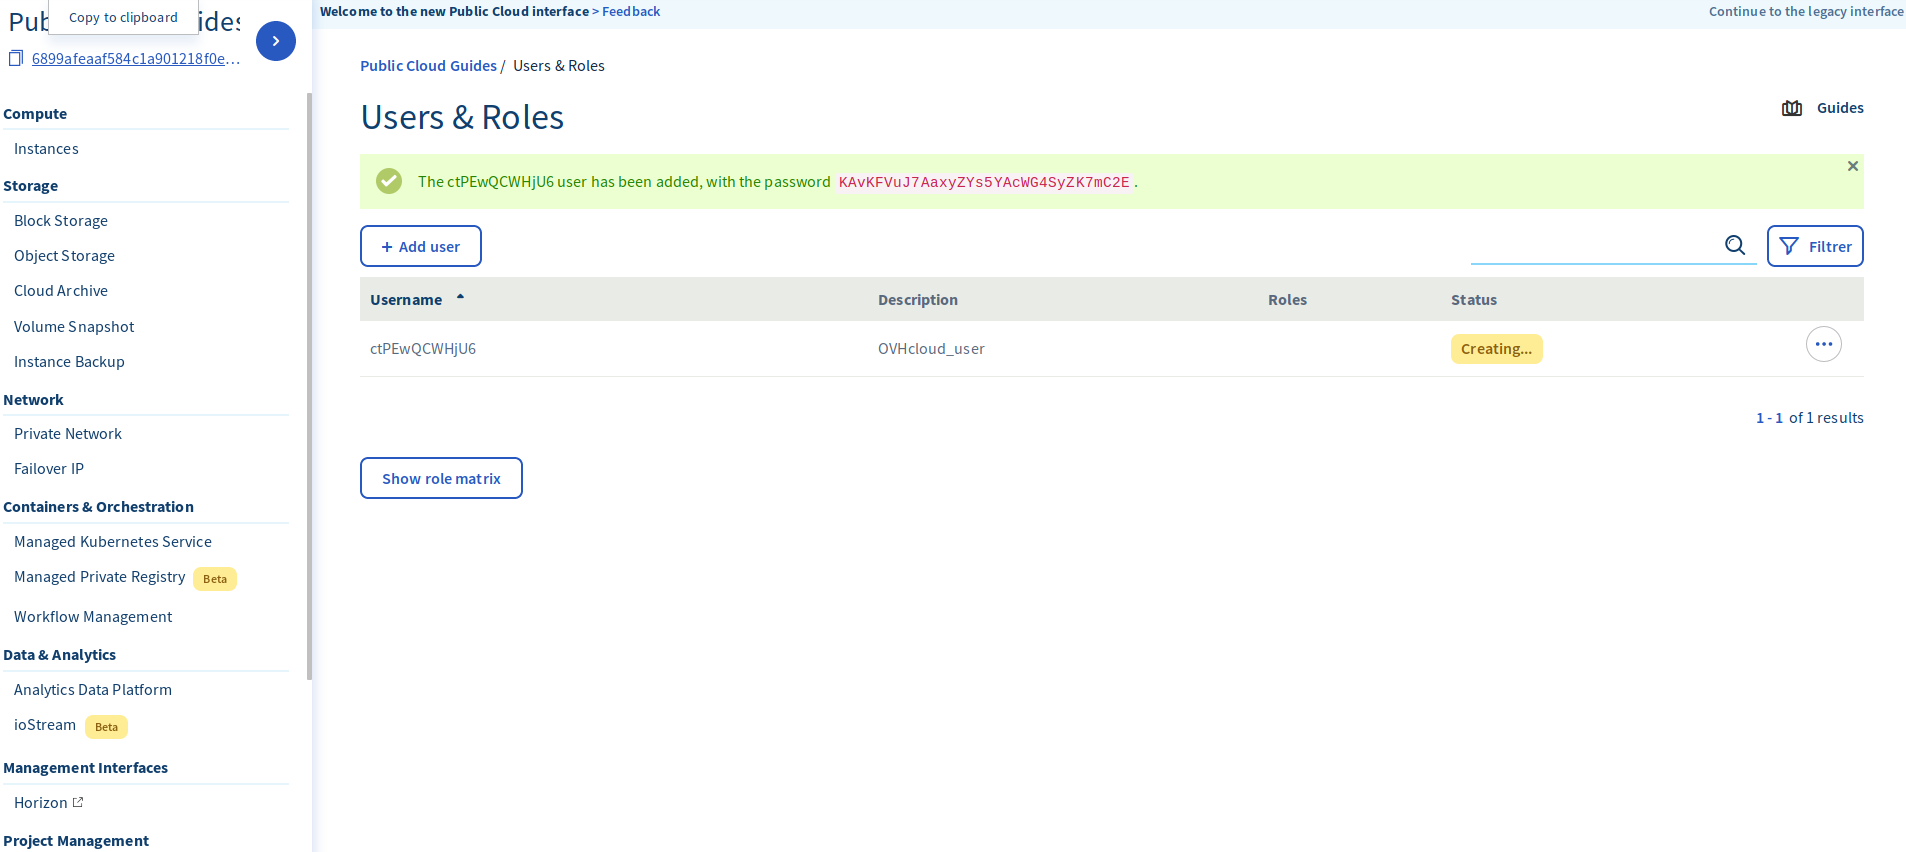 Copy to clipboard
6899afeaaf584c1a901218f0e...
Compute
Instances
Storage
Block Storage
Object Storage
Cloud Archive
Volume Snapshot
Instance Backup
Network
Private Network
Failover IP
Containers & Orchestration
Managed Kubernetes Service
Managed Private Registry Beta
Workflow Management
Data & Analytics
Analytics Data Platform
ioStream Beta
Management Interfaces
Horizon
Project Management
Welcome to the new Public Cloud interface > Feedback
Continue to the legacy interface
Public Cloud Guides / Users & Roles
Users & Roles
Guides
The ctPEwQCWHjU6 user has been added, with the password KAvKFVuJ7AaxyZYs5YAcWG4SyZK7mC2E.
+ Add user
Filtrer
Username Description Roles Status
ctPEwQCWHjU6 OVHcloud_user Creating...
1 - 1 of 1 results
Show role matrix